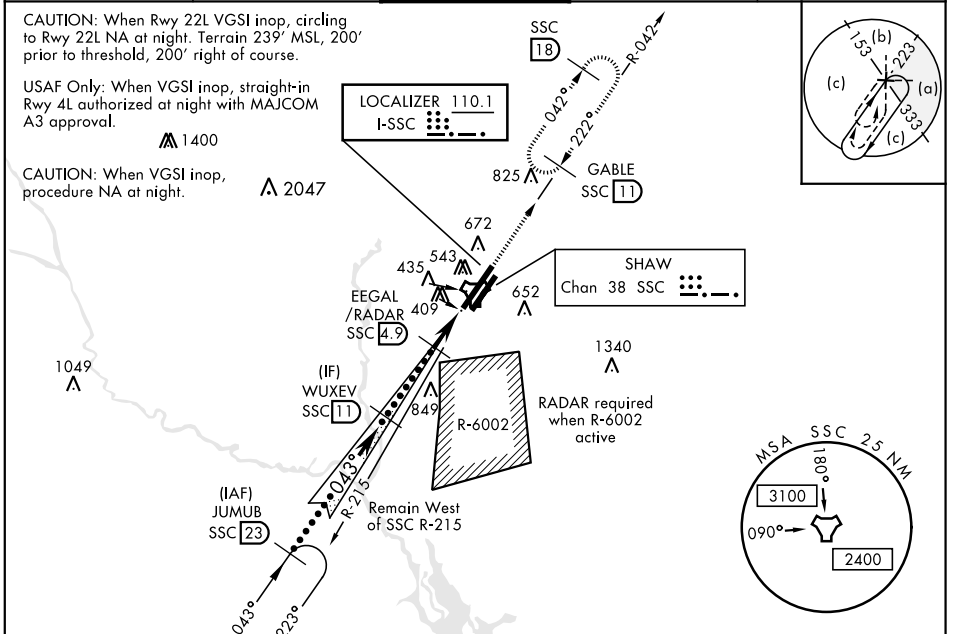 CAUTION: When Rwy 22L VGSI inop, circling
to Rwy 22L NA at night. Terrain 239' MSL, 200'
prior to threshold, 200' right of course.
USAF Only: When VGSI inop, straight-in
Rwy 4L authorized at night with MAJCOM
A3 approval.
1400
CAUTION: When VGSI inop,
procedure NA at night.
2047
LOCALIZER 110.1
I-SSC
SSC
18
R-042
042°
222°
825
GABLE
SSC 11
153
(b)
223
(c)
(a)
333
(c)
672
543
435
409
652
SHAW
Chan 38 SSC
EEGAL
/RADAR
SSC 4.9
1340
1049
(IF)
WUXEV
SSC 11
849
R-6002
RADAR required
when R-6002
active
043°
R-215
Remain West
of SSC R-215
(IAF)
JUMUB
SSC 23
043°
223°
MSA SSC 25 NM
180°
3100
090°
2400